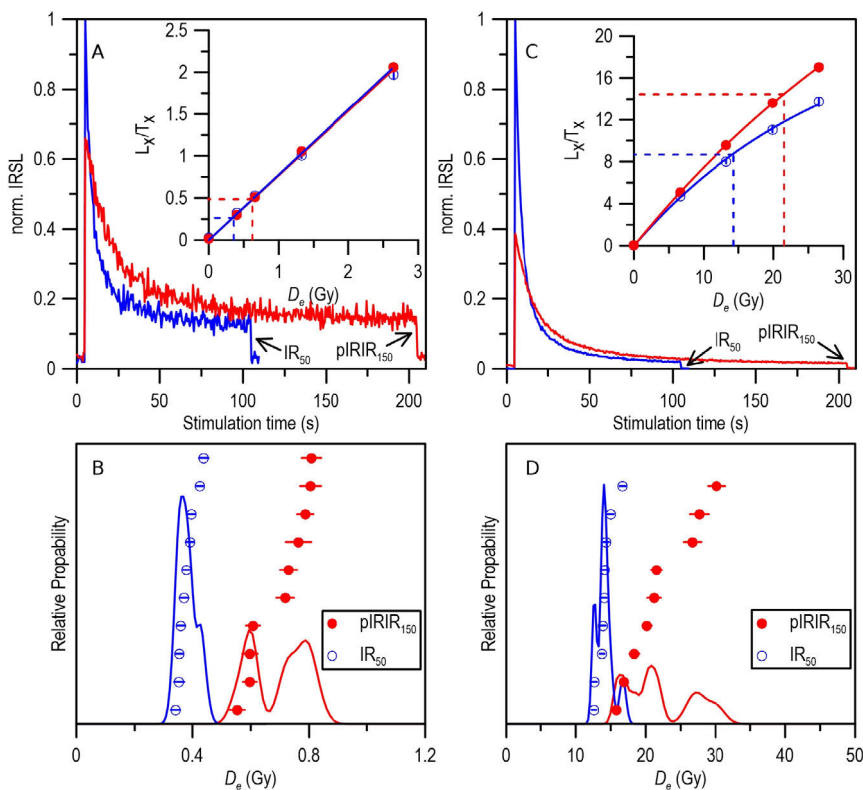 A
norm. IRSL
1
0.8
0.6
0.4
0.2
0
0
50
100
150
200
Stimulation time (s)
Lx/Tx
2.5
2
1.5
1
0.5
0
0
1
2
3
De (Gy)
IR50
pIRIR150
C
norm. IRSL
1
0.8
0.6
0.4
0.2
0
0
50
100
150
200
Stimulation time (s)
Lx/Tx
20
16
12
8
4
0
0
10
20
30
De (Gy)
IR50
pIRIR150
B
Relative Propability
pIRIR150
IR50
0
0.4
0.8
1.2
De (Gy)
D
Relative Propability
pIRIR150
IR50
0
10
20
30
40
50
De (Gy)